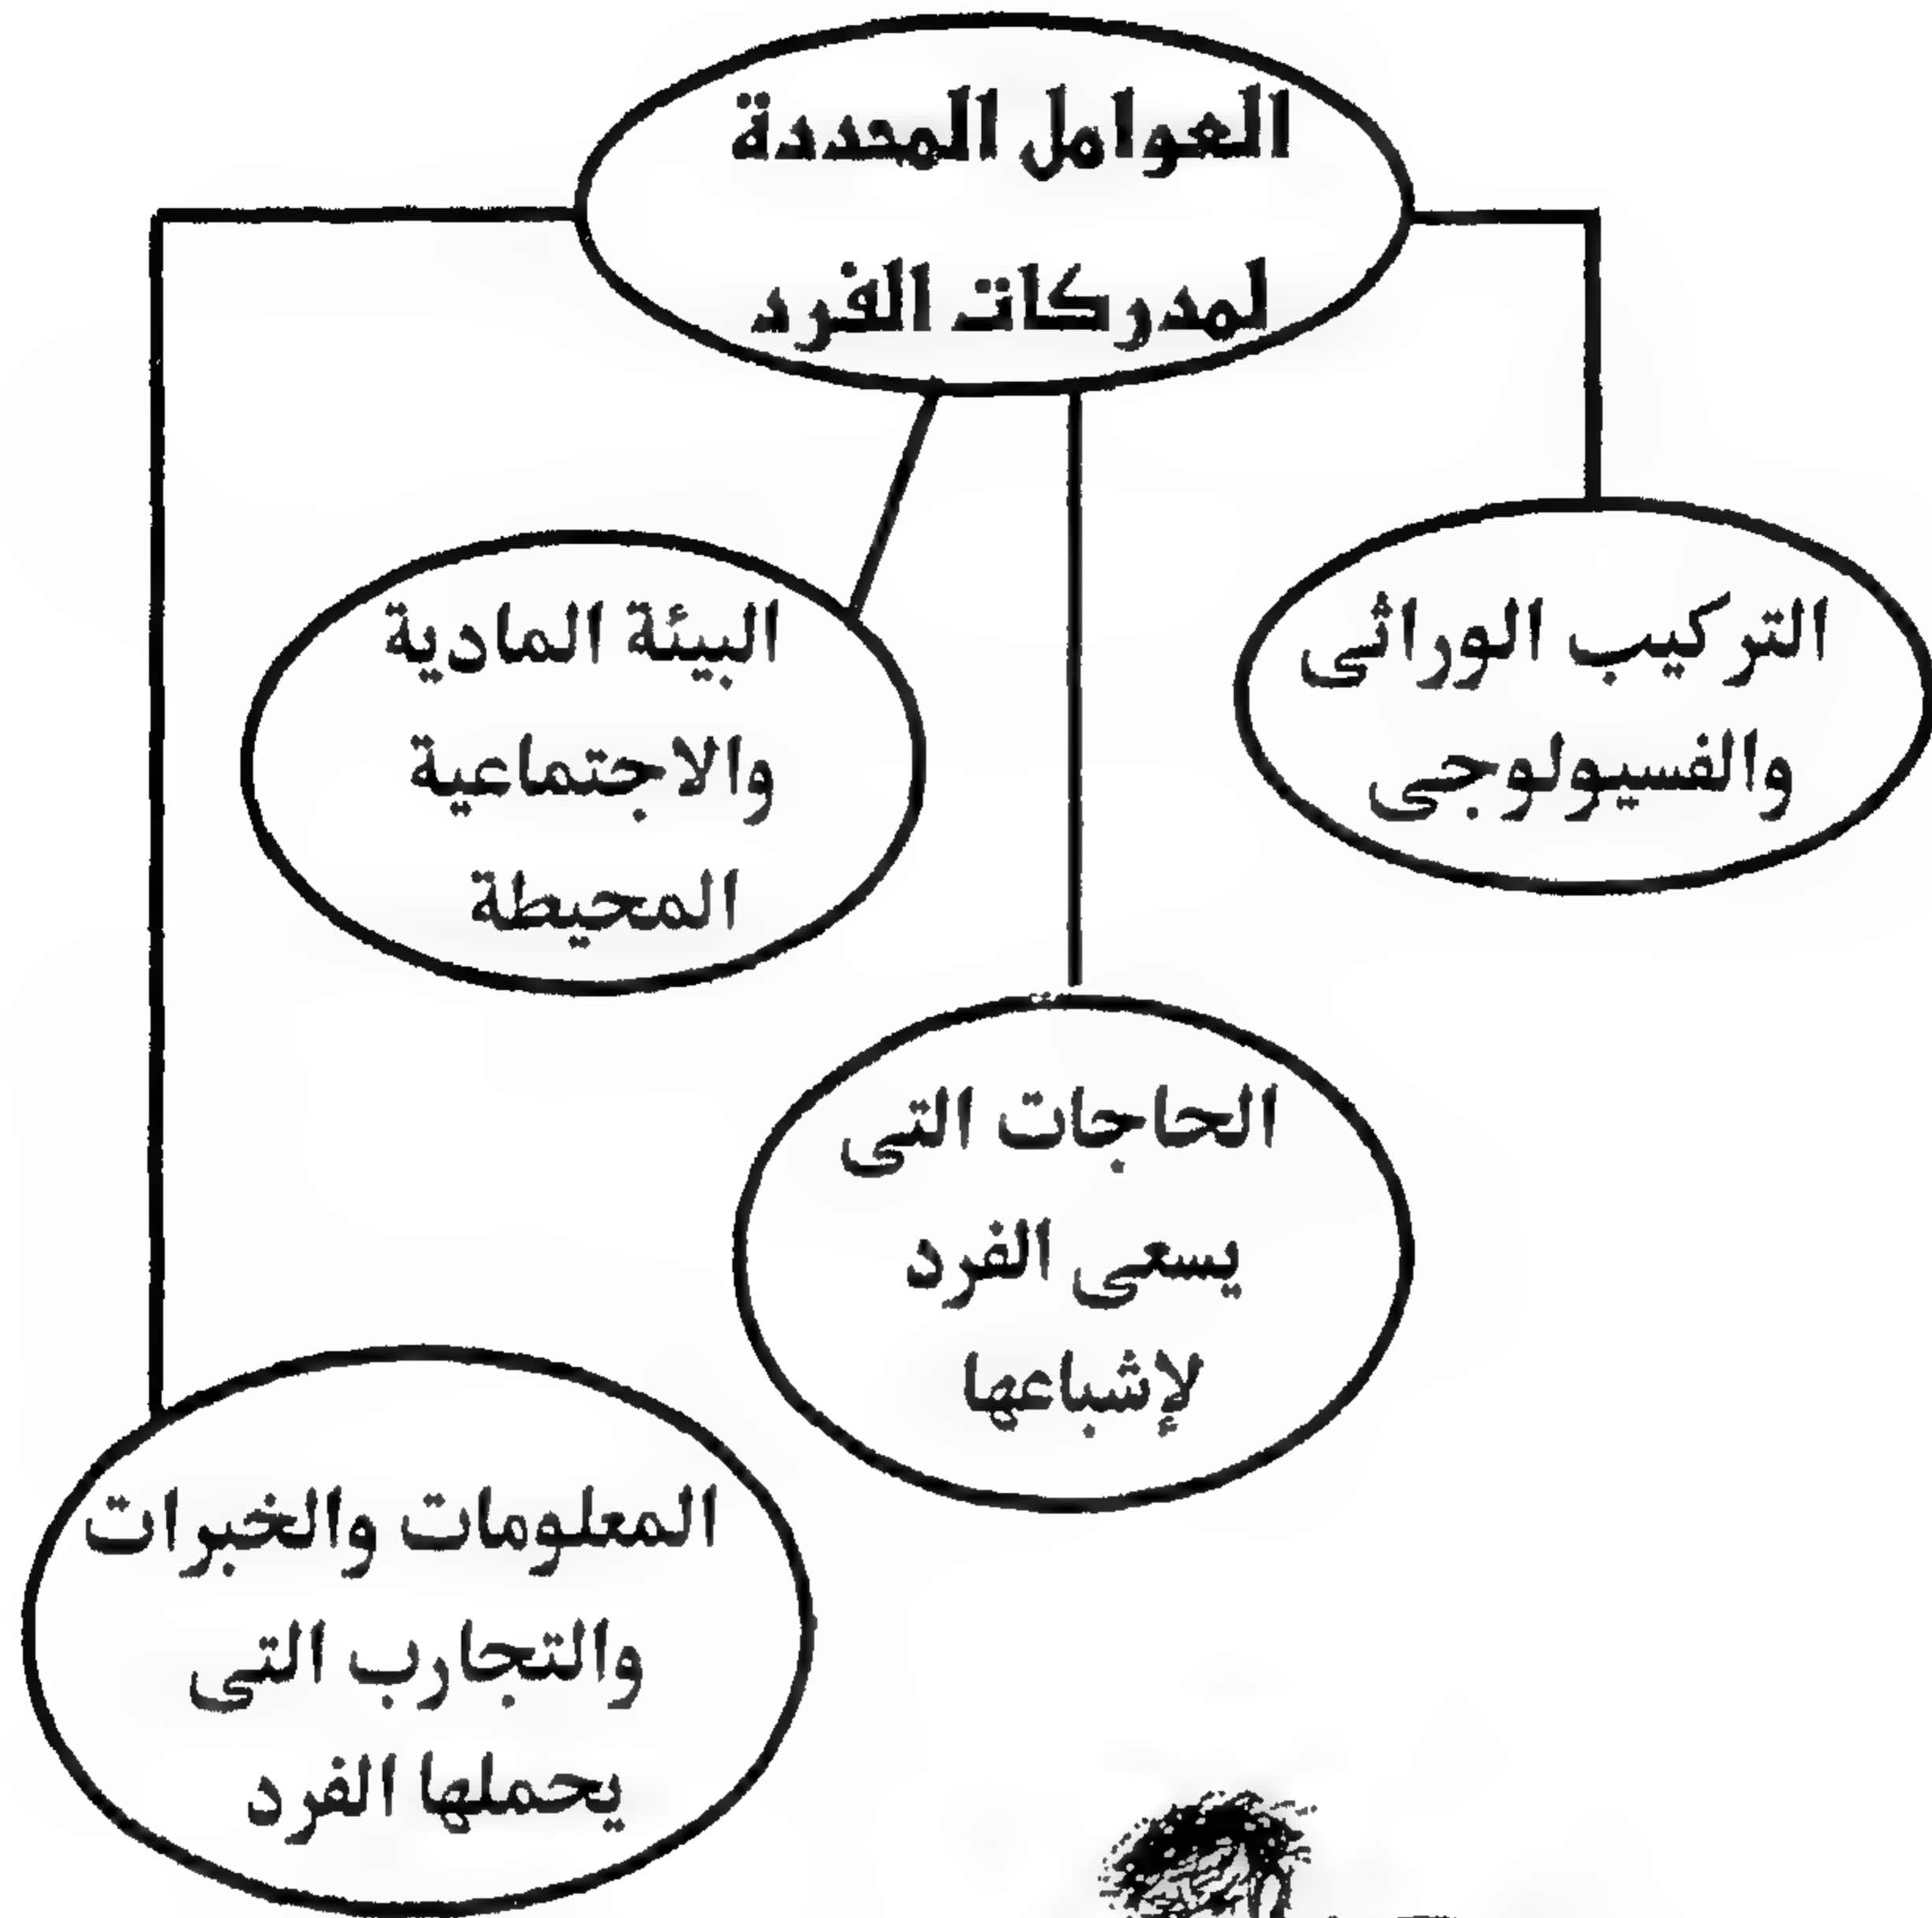 العوامل المحددة
لمدركات الفرد
التركيب الوراثى
والفسيولوجى
البيئة المادية
والاجتماعية
المحيطة
الحاجات التى
يسعى الفرد
لإشباعها
المعلومات والخبرات
والتجارب التى
يحملها الفرد